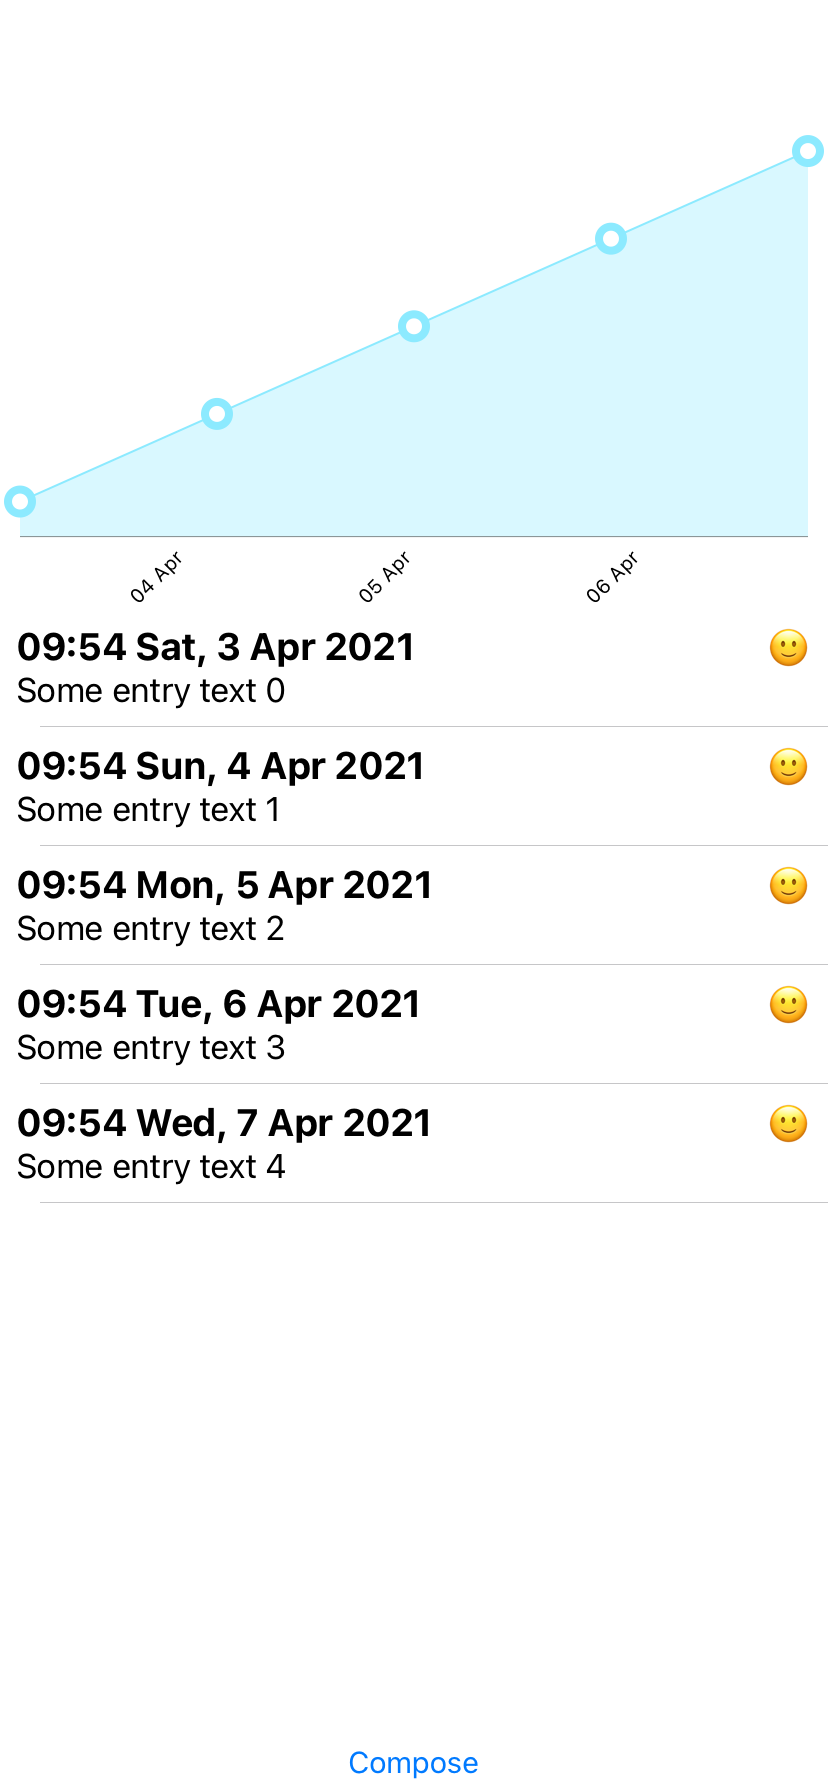 04 Apr
05 Apr
06 Apr
09:54 Sat, 3 Apr 2021
Some entry text 0
09:54 Sun, 4 Apr 2021
Some entry text 1
09:54 Mon, 5 Apr 2021
Some entry text 2
09:54 Tue, 6 Apr 2021
Some entry text 3
09:54 Wed, 7 Apr 2021
Some entry text 4
Compose